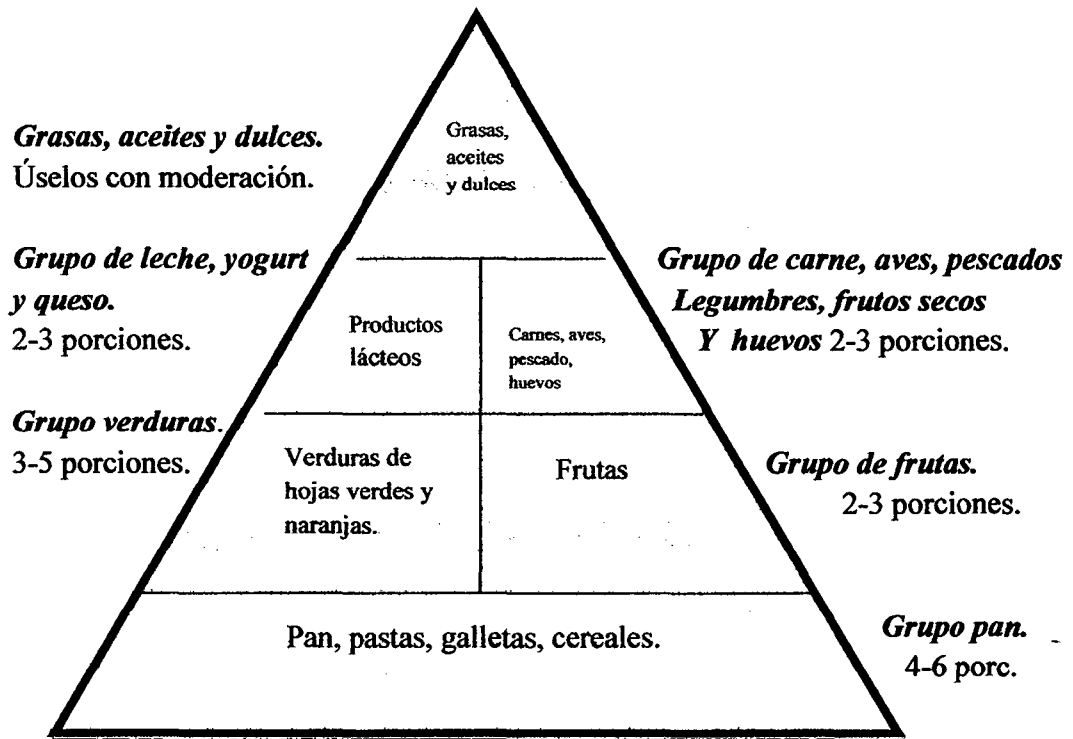 Grasas, aceites y dulces.
Úselos con moderación.
Grasas,
aceites
y dulces
Grupo de leche, yogurt
y queso.
2-3 porciones.
Productos
lácteos
Carnes, aves,
pescado,
huevos
Grupo de carne, aves, pescados
Legumbres, frutos secos
Y huevos 2-3 porciones.
Grupo verduras.
3-5 porciones.
Verduras de
hojas verdes y
naranjas.
Frutas
Grupo de frutas.
2-3 porciones.
Pan, pastas, galletas, cereales.
Grupo pan.
4-6 porc.